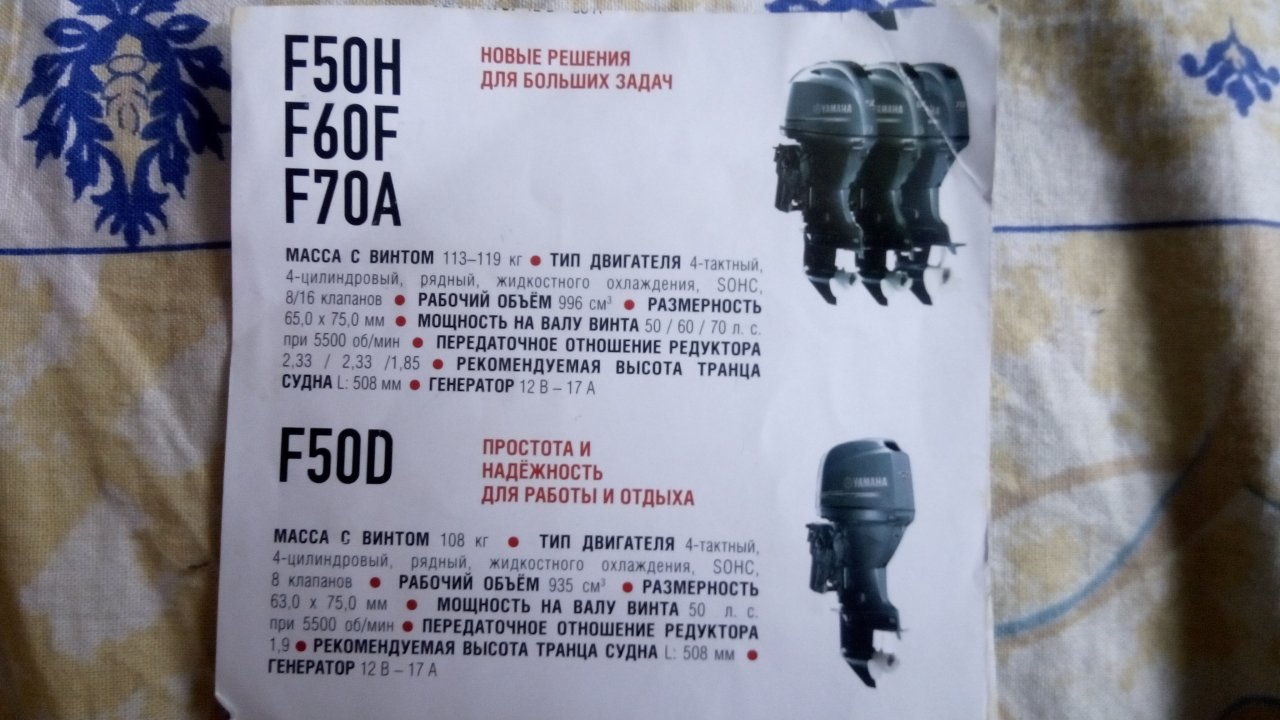 F50H
F60F
F70A
НОВЫЕ РЕШЕНИЯ
ДЛЯ БОЛЬШИХ ЗАДАЧ
YAMAHA
МАССА С ВИНТОМ 113–119 кг ● ТИП ДВИГАТЕЛЯ 4-тактный,
4-цилиндровый, рядный, жидкостного охлаждения, SOHC,
8/16 клапанов ● РАБОЧИЙ ОБЪЁМ 996 см³ ● РАЗМЕРНОСТЬ
65,0 x 75,0 мм ● МОЩНОСТЬ НА ВАЛУ ВИНТА 50 / 60 / 70 л. с.
при 5500 об/мин ● ПЕРЕДАТОЧНОЕ ОТНОШЕНИЕ РЕДУКТОРА
2,33 / 2,33 /1,85 ● РЕКОМЕНДУЕМАЯ ВЫСОТА ТРАНЦА
СУДНА L: 508 мм ● ГЕНЕРАТОР 12 В – 17 А
F50D
ПРОСТОТА И
НАДЁЖНОСТЬ
ДЛЯ РАБОТЫ И ОТДЫХА
YAMAHA
МАССА С ВИНТОМ 108 кг ● ТИП ДВИГАТЕЛЯ 4-тактный,
4-цилиндровый, рядный, жидкостного охлаждения, SOHC,
8 клапанов ● РАБОЧИЙ ОБЪЁМ 935 см³ ● РАЗМЕРНОСТЬ
63,0 x 75,0 мм ● МОЩНОСТЬ НА ВАЛУ ВИНТА 50 л. с.
при 5500 об/мин ● ПЕРЕДАТОЧНОЕ ОТНОШЕНИЕ РЕДУКТОРА
1,9 ● РЕКОМЕНДУЕМАЯ ВЫСОТА ТРАНЦА СУДНА L: 508 мм ●
ГЕНЕРАТОР 12 В – 17 А